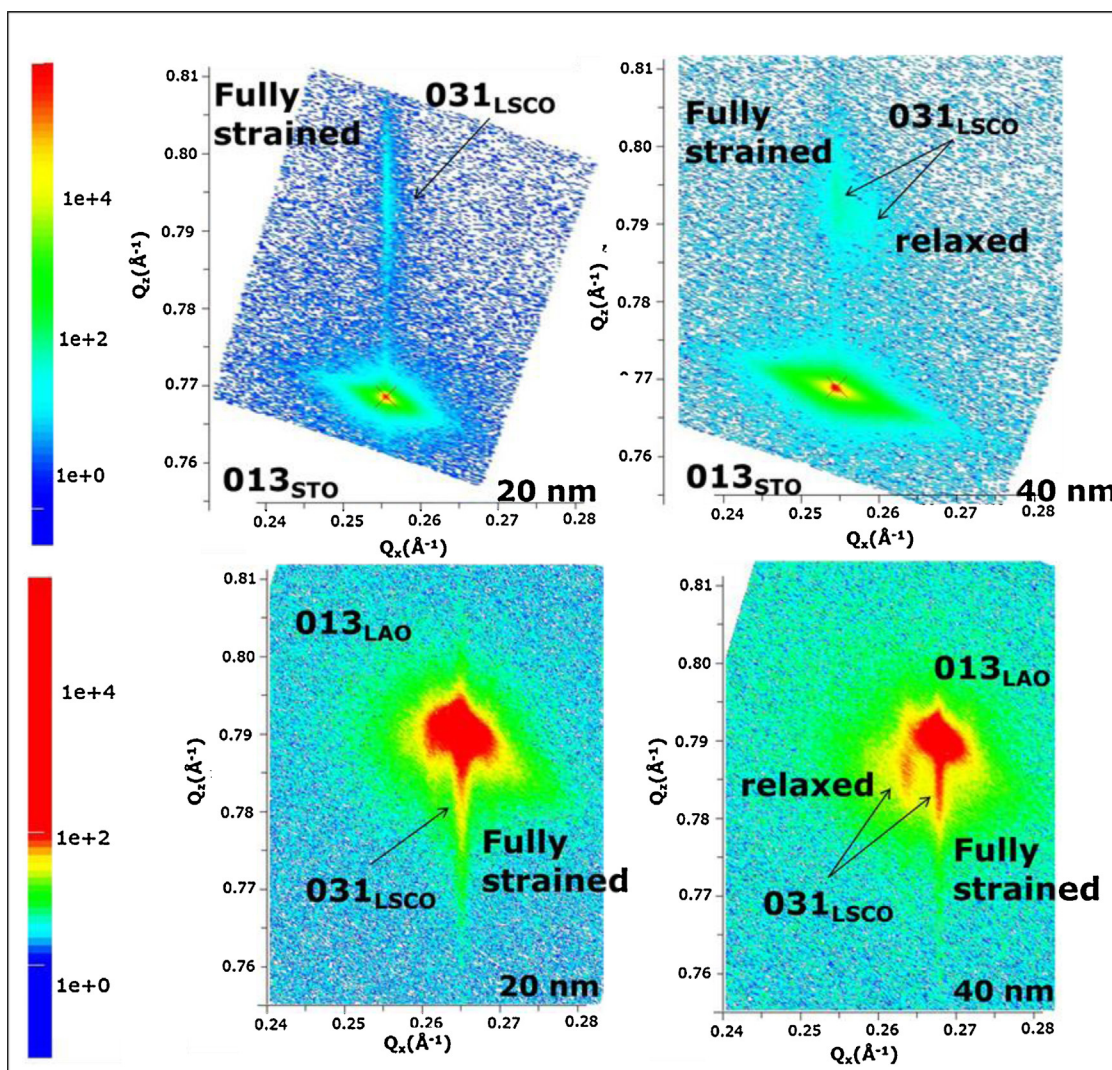 1e+4
1e+2
1e+0
0.81
0.80
0.79
0.78
0.77
0.76
Qz(Å-1)
Fully
strained
031LSCO
013STO
20 nm
0.24 0.25 0.26 0.27 0.28
Qx(Å-1)
0.81
0.80
0.79
0.78
77
0.76
Qz(Å-1)
Fully
strained
031LSCO
relaxed
013STO
40 nm
0.24 0.25 0.26 0.27 0.28
Qx(Å-1)
1e+4
1e+2
1e+0
0.81
0.80
0.79
0.78
0.77
0.76
Qz(Å-1)
013LAO
Fully
strained
031LSCO
20 nm
0.24 0.25 0.26 0.27 0.28
Qx(Å-1)
0.81
0.80
0.79
0.78
0.77
0.76
Qz(Å-1)
013LAO
relaxed
Fully
strained
031LSCO
40 nm
0.24 0.25 0.26 0.27 0.28
Qx(Å-1)